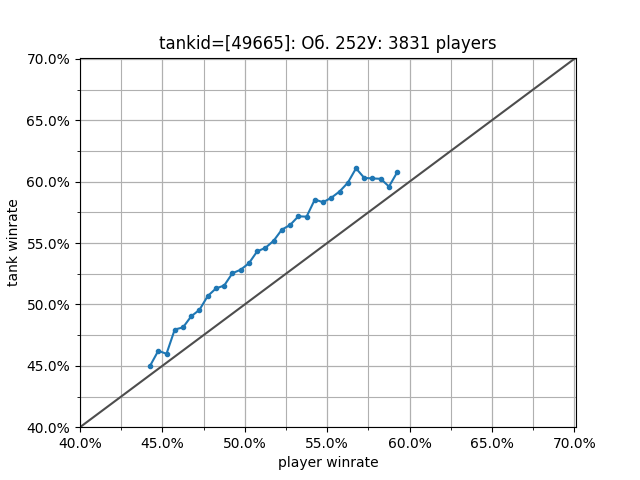 tankid=[49665]: Об. 252У: 3831 players
70.0%
65.0%
60.0%
55.0%
50.0%
45.0%
40.0%
tank winrate
40.0% 45.0% 50.0% 55.0% 60.0% 65.0% 70.0%
player winrate